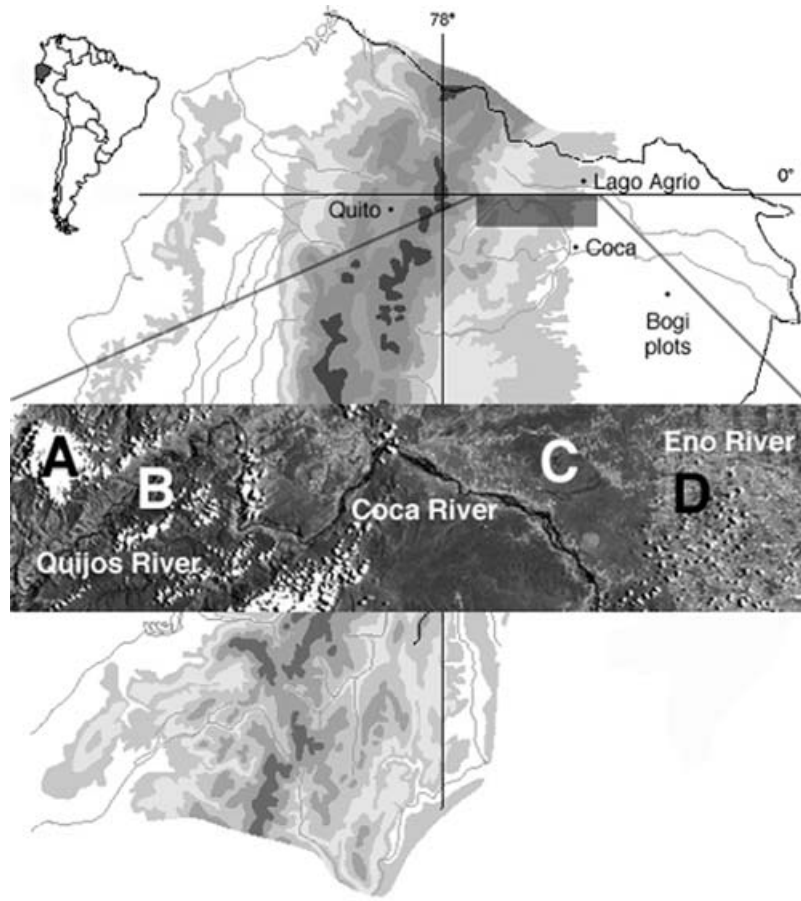 78°
0°
Lago Agrio
Quito
Coca
Bogi
plots
A
B
C
Eno River
D
Coca River
Quijos River